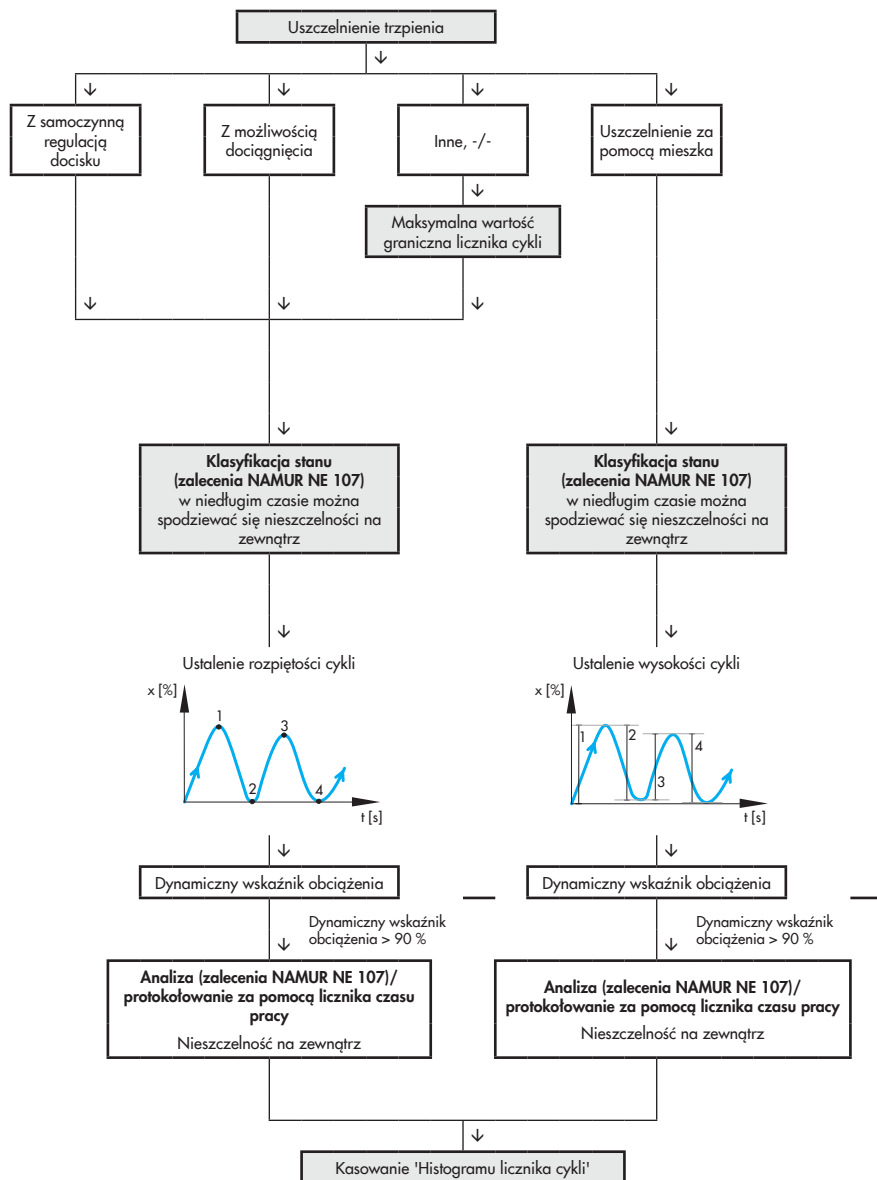 Uszczelnienie trzpienia
Z samoczynną
regulacją
docisku
Z możliwością
dociągnięcia
Inne, -/-
Uszczelnienie za
pomocą mieszka
Maksymalna wartość
graniczna licznika cykli
Klasyfikacja stanu
(zalecenia NAMUR NE 107)
w niedługim czasie można
spodziewać się nieszczelności na
zewnątrz
Klasyfikacja stanu
(zalecenia NAMUR NE 107)
w niedługim czasie można
spodziewać się nieszczelności na
zewnątrz
Ustalenie rozpiętości cykli
x [%]
1
3
2
4
t [s]
Ustalenie wysokości cykli
x [%]
1
2
3
4
t [s]
Dynamiczny wskaźnik obciążenia
Dynamiczny wskaźnik obciążenia
Dynamiczny wskaźnik
obciążenia > 90 %
Dynamiczny wskaźnik
obciążenia > 90 %
Analiza (zalecenia NAMUR NE 107)/
protokołowanie za pomocą licznika czasu
pracy
Nieszczelność na zewnątrz
Analiza (zalecenia NAMUR NE 107)/
protokołowanie za pomocą licznika czasu pracy
Nieszczelność na zewnątrz
Kasowanie 'Histogramu licznika cykli'